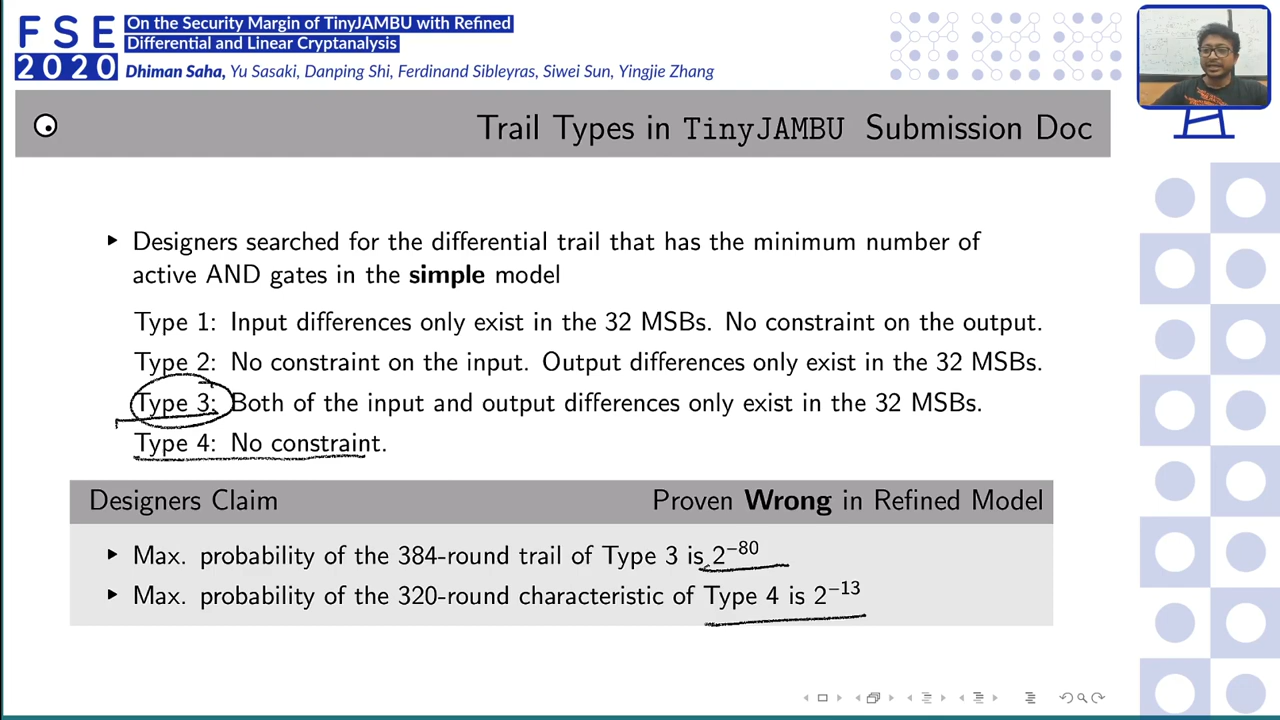 FSE 2020
On the Security Margin of TinyJAMBU with Refined
Differential and Linear Cryptanalysis
Dhiman Saha, Yu Sasaki, Danping Shi, Ferdinand Sibleyras, Siwei Sun, Yingjie Zhang
Trail Types in TinyJAMBU Submission Doc
Designers searched for the differential trail that has the minimum number of
active AND gates in the simple model
Type 1: Input differences only exist in the 32 MSBs. No constraint on the output.
Type 2: No constraint on the input. Output differences only exist in the 32 MSBs.
Type 3: Both of the input and output differences only exist in the 32 MSBs.
Type 4: No constraint.
Designers Claim Proven Wrong in Refined Model
Max. probability of the 384-round trail of Type 3 is 2⁻⁸⁰
Max. probability of the 320-round characteristic of Type 4 is 2⁻¹³